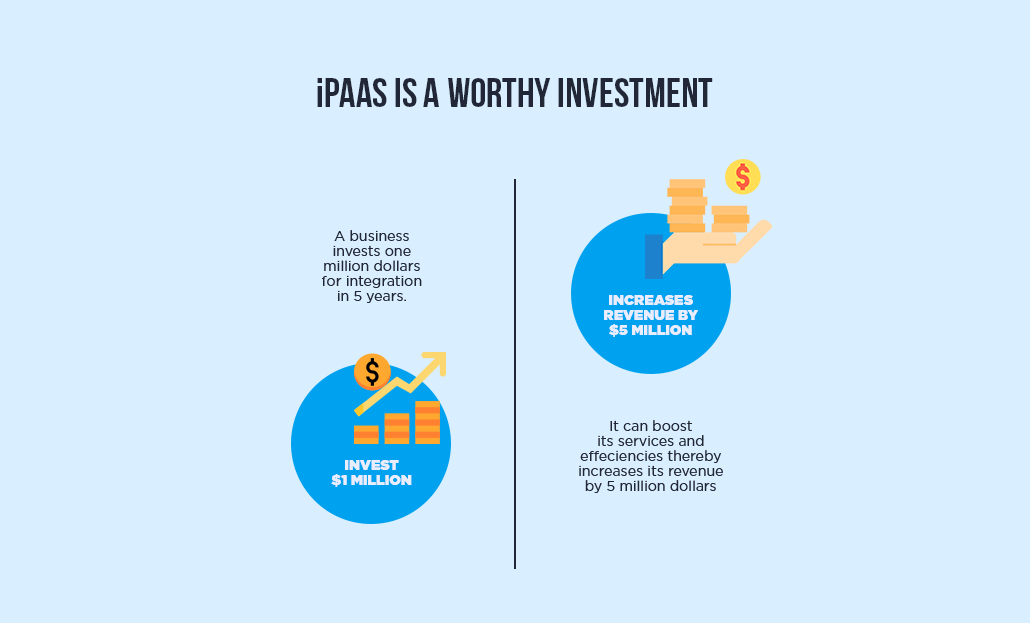 iPAAS IS A WORTHY INVESTMENT
A business
invests one
million dollars
for integration
in 5 years.
$
INVEST
$1 MILLION
$
INCREASES
REVENUE BY
$5 MILLION
It can boost
its services and
effeciencies thereby
increases its revenue
by 5 million dollars